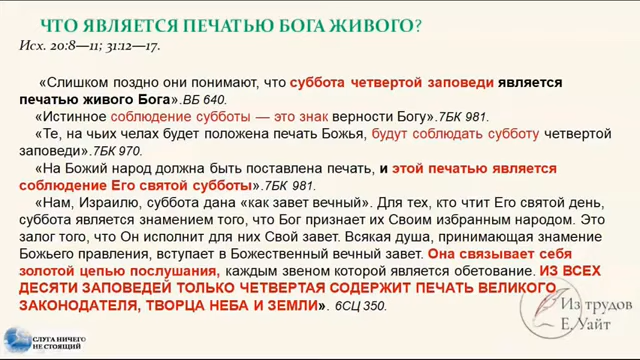 ЧТО ЯВЛЯЕТСЯ ПЕЧАТЬЮ БОГА ЖИВОГО?
Исх. 20:8—11; 31:12—17.
«Слишком поздно они понимают, что суббота четвертой заповеди является
печатью живого Бога».ВБ 640.
«Истинное соблюдение субботы — это знак верности Богу».7БК 981.
«Те, на чьих челах будет положена печать Божья, будут соблюдать субботу четвертой
заповеди».7БК 970.
«На Божий народ должна быть поставлена печать, и этой печатью является
соблюдение Его святой субботы».7БК 981.
«Нам, Израилю, суббота дана «как завет вечный». Для тех, кто чтит Его святой день,
суббота является знамением того, что Бог признает их Своим избранным народом. Это
залог того, что Он исполнит для них Свой завет. Всякая душа, принимающая знамение
Божьего правления, вступает в Божественный вечный завет. Она связывает себя
золотой цепью послушания, каждым звеном которой является обетование. ИЗ ВСЕХ
ДЕСЯТИ ЗАПОВЕДЕЙ ТОЛЬКО ЧЕТВЕРТАЯ СОДЕРЖИТ ПЕЧАТЬ ВЕЛИКОГО
ЗАКОНОДАТЕЛЯ, ТВОРЦА НЕБА И ЗЕМЛИ». 6СЦ 350.
Из трудов
Е. Уайт
СЛУГА НИЧЕГО
НЕ СТОЯЩИЙ